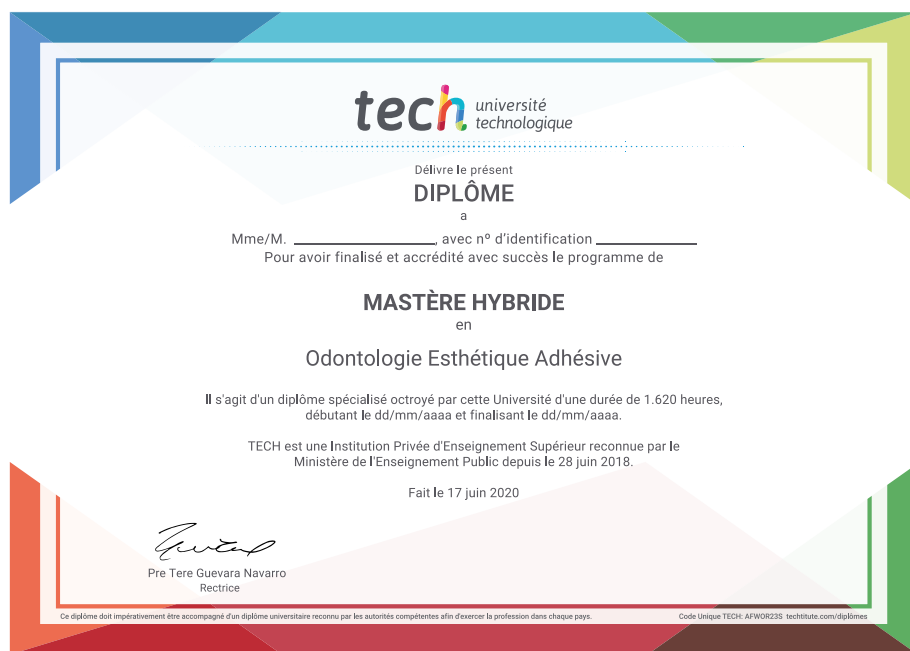 tech université
technologique
Délivre le présent
DIPLÔME
a
Mme/M. ____________________, avec nº d'identification ______________
Pour avoir finalisé et accrédité avec succès le programme de
MASTÈRE HYBRIDE
en
Odontologie Esthétique Adhésive
Il s'agit d'un diplôme spécialisé octroyé par cette Université d'une durée de 1.620 heures,
débutant le dd/mm/aaaa et finalisant le dd/mm/aaaa.
TECH est une Institution Privée d'Enseignement Supérieur reconnue par le
Ministère de l'Enseignement Public depuis le 28 juin 2018.
Fait le 17 juin 2020
Pre Tere Guevara Navarro
Rectrice
Ce diplôme doit impérativement être accompagné d'un diplôme universitaire reconnu par les autorités compétentes afin d'exercer la profession dans chaque pays. Code Unique TECH: AFWOR23S techtitute.com/diplômes